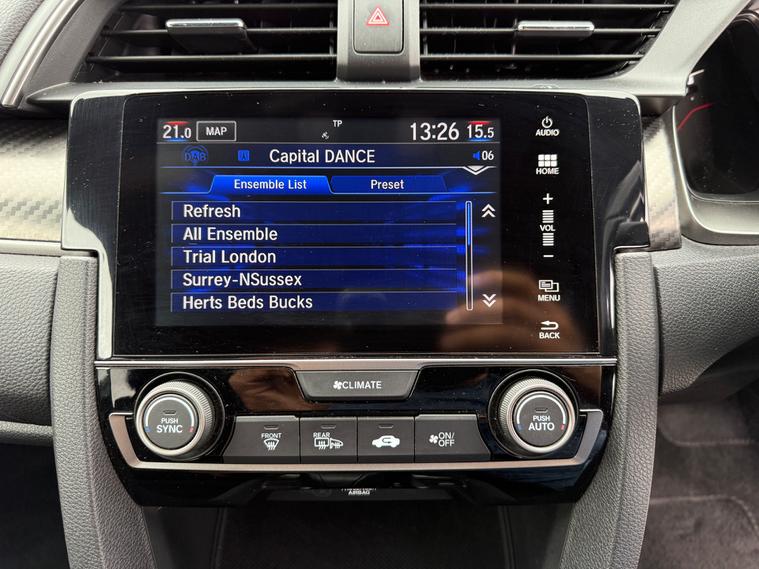 TP
21.0 MAP 13:26 15.5
DAB Capital DANCE 06
Ensemble List Preset
Refresh
All Ensemble
Trial London
Surrey-NSussex
Herts Beds Bucks
AUDIO
HOME
+
VOL
−
MENU
BACK
CLIMATE
PUSH
SYNC
FRONT
REAR
ON/
OFF
PUSH
AUTO
AIRBAG